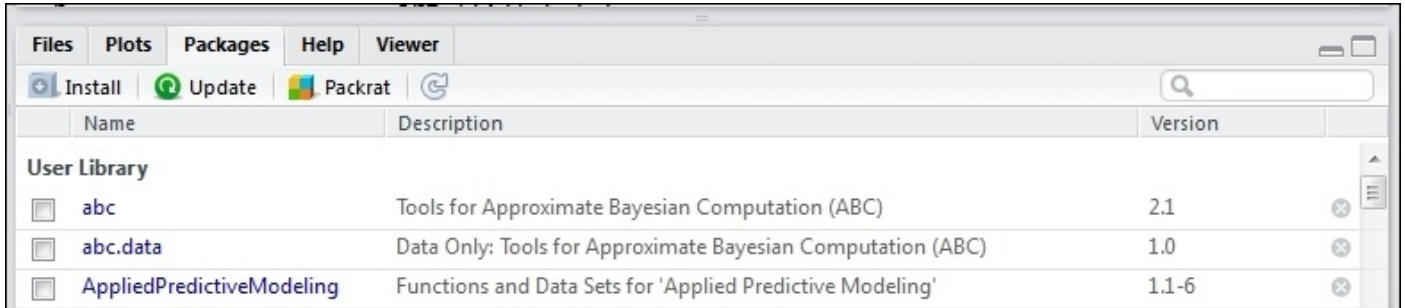 Files Plots Packages Help Viewer
Install Update Packrat
Name Description Version
User Library
abc Tools for Approximate Bayesian Computation (ABC) 2.1
abc.data Data Only: Tools for Approximate Bayesian Computation (ABC) 1.0
AppliedPredictiveModeling Functions and Data Sets for 'Applied Predictive Modeling' 1.1-6